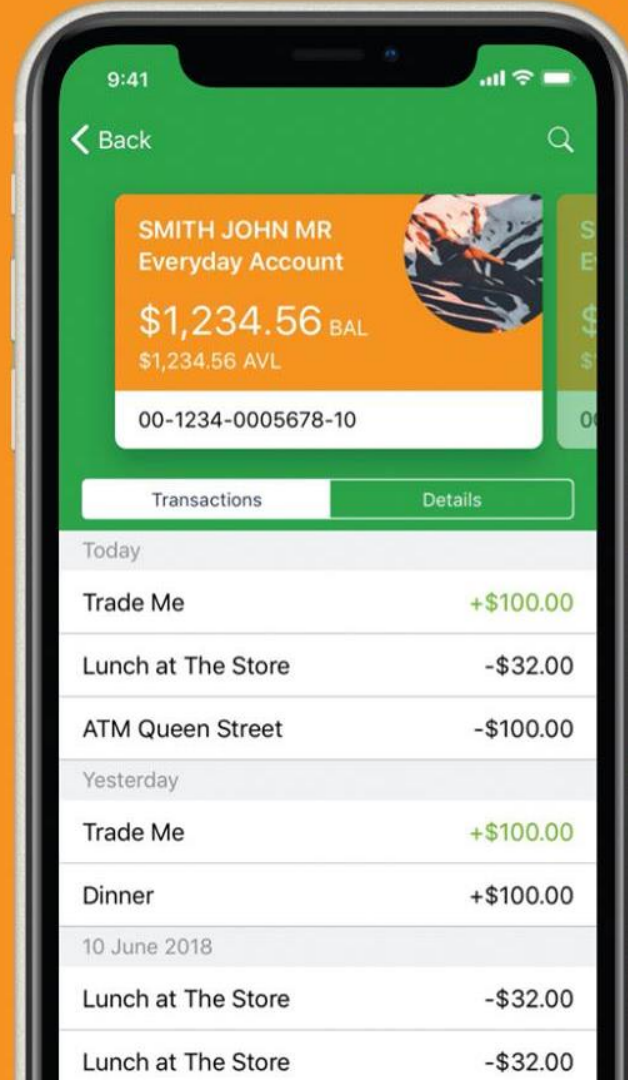 9:41
Back
SMITH JOHN MR
Everyday Account
$1,234.56 BAL
$1,234.56 AVL
00-1234-0005678-10
Transactions
Details
Today
Trade Me +$100.00
Lunch at The Store -$32.00
ATM Queen Street -$100.00
Yesterday
Trade Me +$100.00
Dinner +$100.00
10 June 2018
Lunch at The Store -$32.00
Lunch at The Store -$32.00